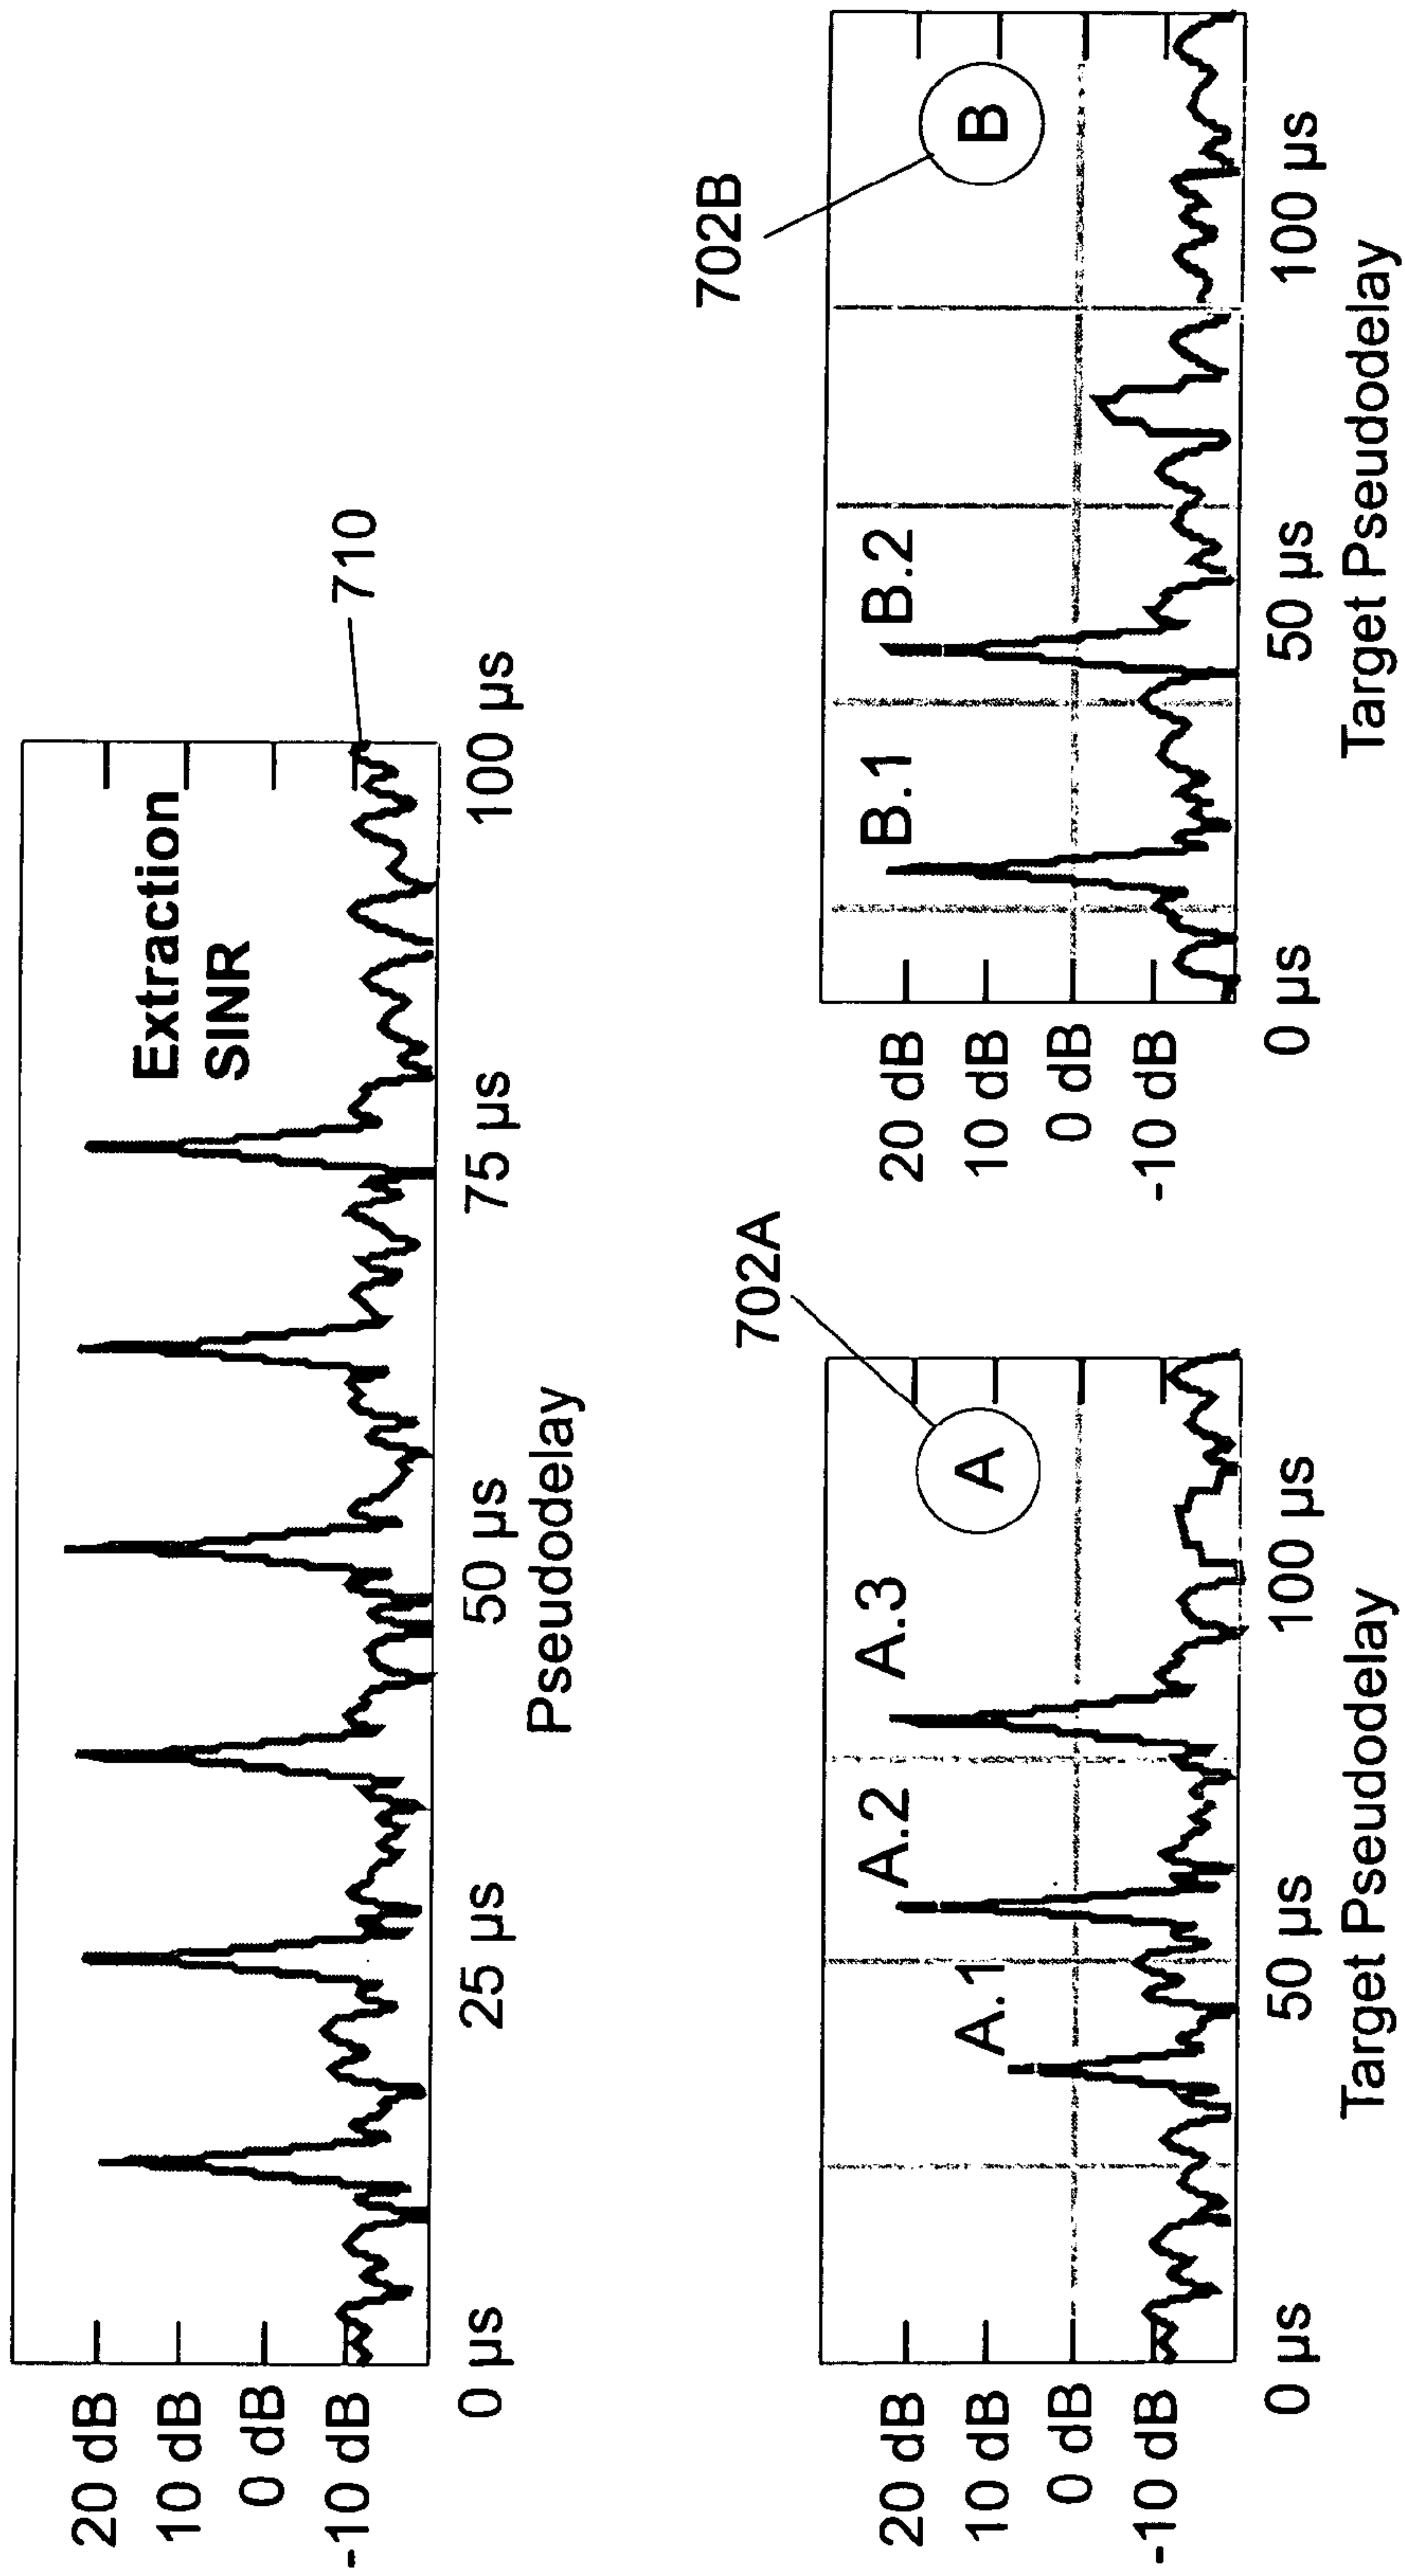 20 dB
10 dB
0 dB
-10 dB
Extraction
SINR
710
0 µs
25 µs
50 µs
75 µs
100 µs
Pseudodelay
702A
20 dB
10 dB
0 dB
-10 dB
A.1
A.2
A.3
A
0 µs
50 µs
100 µs
Target Pseudodelay
702B
20 dB
10 dB
0 dB
-10 dB
B.1
B.2
B
0 µs
50 µs
100 µs
Target Pseudodelay